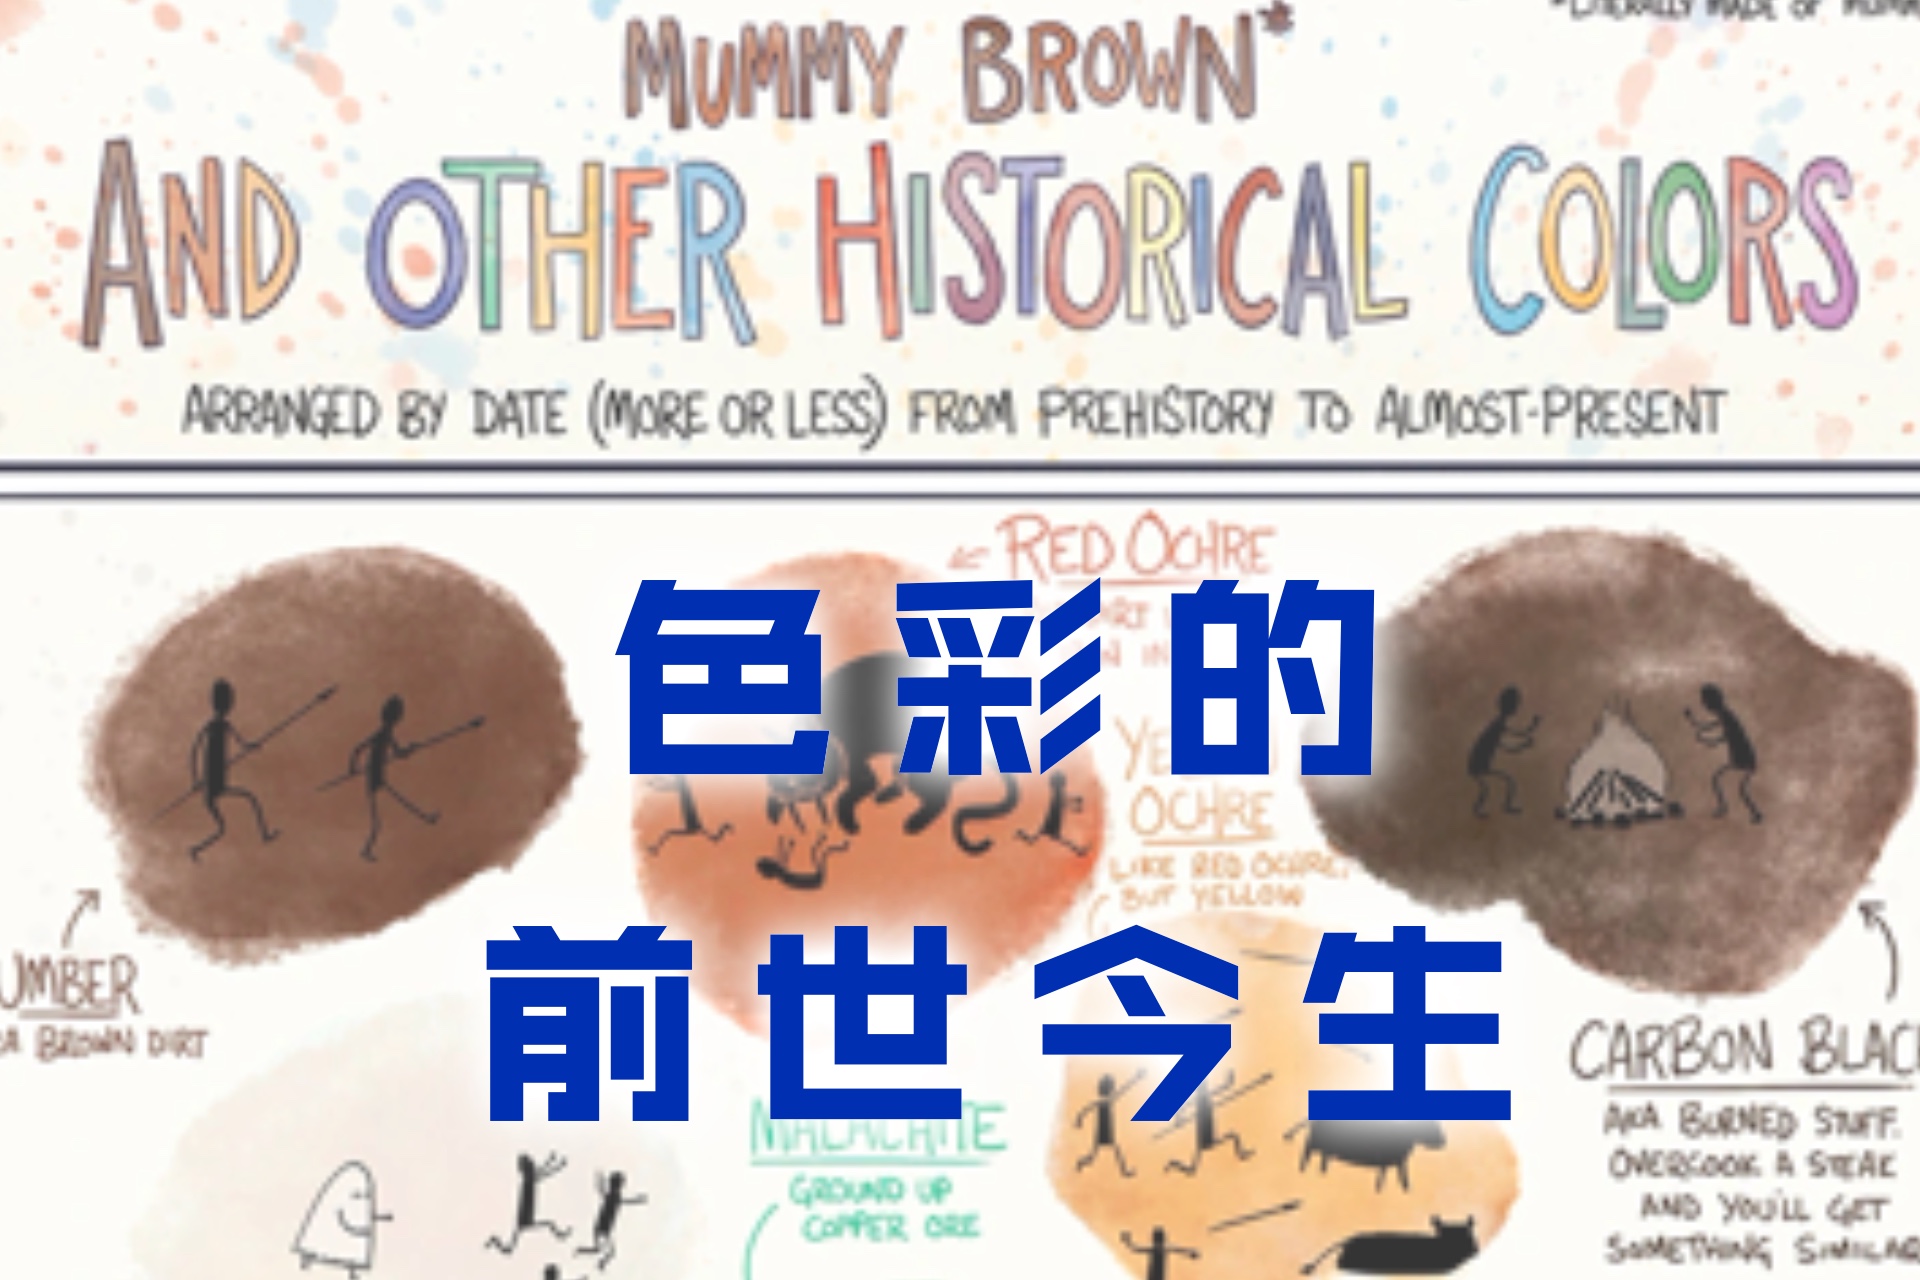 MUMMY BROWN*
AND OTHER HISTORICAL COLORS
ARRANGED BY DATE (MORE OR LESS) FROM PREHISTORY TO ALMOST-PRESENT
RED OCHRE
色彩的
OCHRE
LIKE RED OCHRE,
BUT YELLOW
前世今生
UMBER
BROWN DIRT
MALACHITE
GROUND UP
COPPER ORE
CARBON BLAC
AKA BURNED STUFF.
OVERCOOK A STEAK
AND YOU'LL GET
SOMETHING SIMILAR